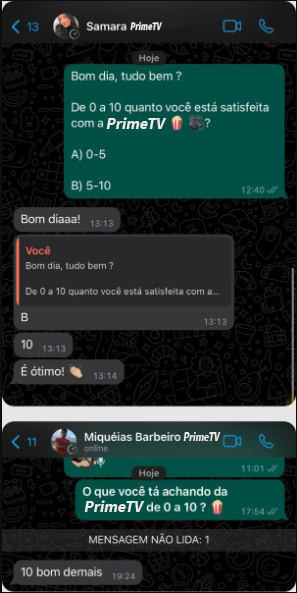 13
Samara PrimeTV
Hoje
Bom dia, tudo bem ?
De 0 a 10 quanto você está satisfeita
com a PrimeTV 🍿 🎥?
A) 0-5
B) 5-10
12:40
Bom diaaa!
13:13
Você
Bom dia, tudo bem ?
De 0 a 10 quanto você está satisfeita com a...
B
13:13
10
13:13
É ótimo! 👏🏼
13:14
11
Miquéias Barbeiro PrimeTV
online
11:01
Hoje
O que você tá achando da
PrimeTV de 0 a 10 ? 🍿
17:54
MENSAGEM NÃO LIDA: 1
10 bom demais
19:24